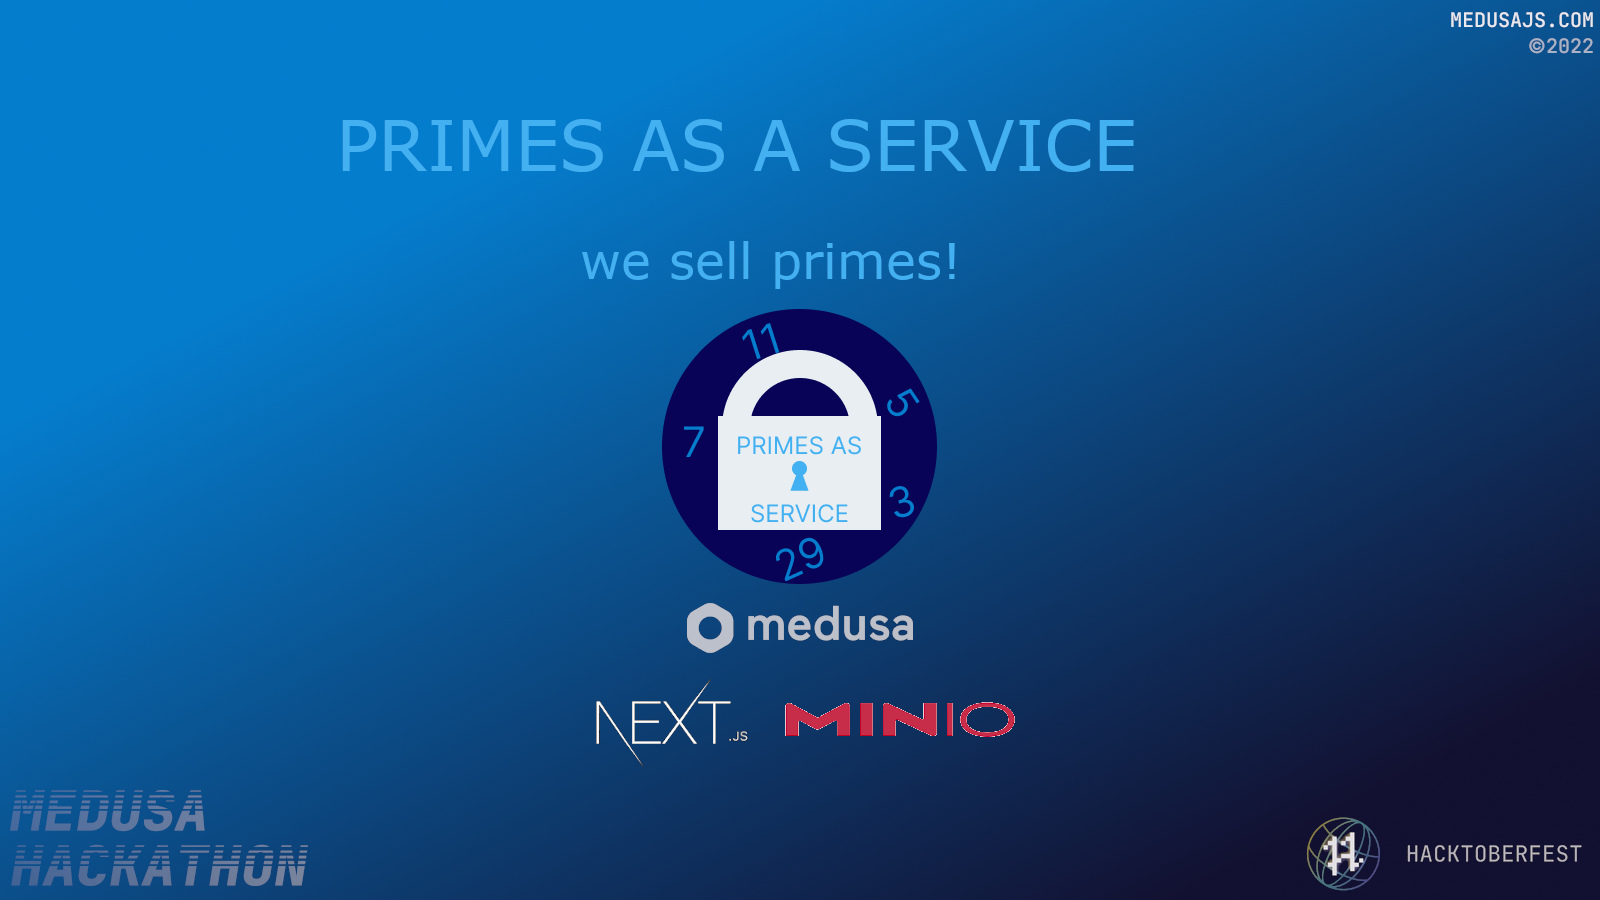 MEDUSAJS.COM
©2022
PRIMES AS A SERVICE
we sell primes!
11
5
7
PRIMES AS
3
SERVICE
29
medusa
NEXT.JS
MINIO
MEDUSA
HACKATHON
HACKTOBERFEST